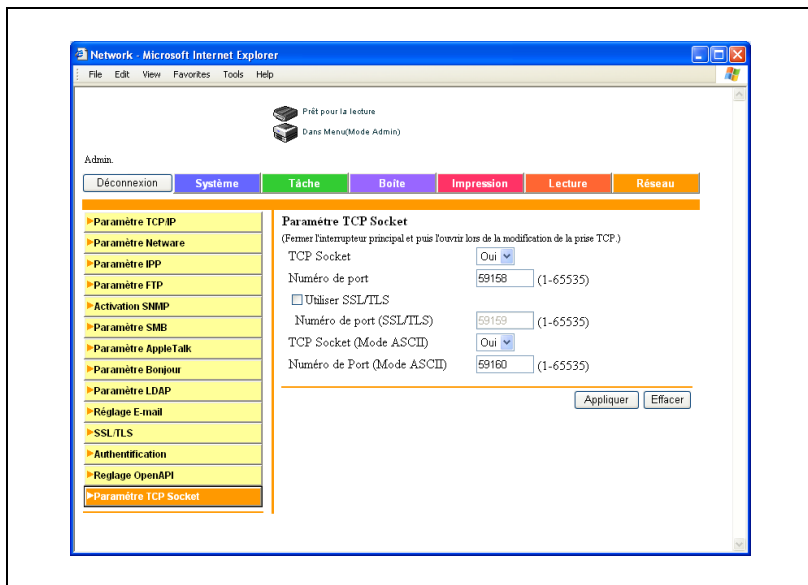 Network - Microsoft Internet Explorer
File Edit View Favorites Tools Help
Prêt pour la lecture
Dans Menu(Mode Admin)
Admin.
Déconnexion Système Tâche Boîte Impression Lecture Réseau
Paramètre TCP/IP
Paramètre Netware
Paramètre IPP
Paramètre FTP
Activation SNMP
Paramètre SMB
Paramètre AppleTalk
Paramètre Bonjour
Paramètre LDAP
Réglage E-mail
SSL/TLS
Authentification
Reglage OpenAPI
Paramétre TCP Socket
Paramétre TCP Socket
(Fermer l'interrupteur principal et puis l'ouvrir lors de la modification de la prise TCP.)
TCP Socket Oui
Numéro de port 59158 (1-65535)
Utiliser SSL/TLS
Numéro de port (SSL/TLS) 59159 (1-65535)
TCP Socket (Mode ASCII) Oui
Numéro de Port (Mode ASCII) 59160 (1-65535)
Appliquer Effacer